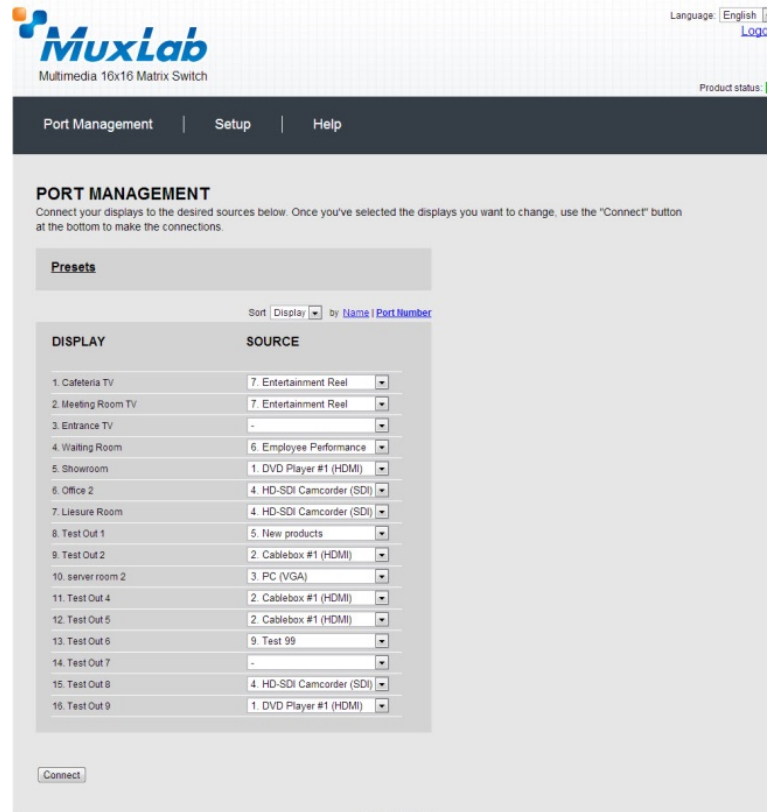 Language: English
MuxLab
Multimedia 16x16 Matrix Switch
Product status:
Port Management | Setup | Help
PORT MANAGEMENT
Connect your displays to the desired sources below. Once you've selected the displays you want to change, use the "Connect" button
at the bottom to make the connections.
Presets
Sort Display by Name | Port Number
DISPLAY SOURCE
1. Cafeteria TV 7. Entertainment Reel
2. Meeting Room TV 7. Entertainment Reel
3. Entrance TV -
4. Waiting Room 6. Employee Performance
5. Showroom 1. DVD Player #1 (HDMI)
6. Office 2 4. HD-SDI Camcorder (SDI)
7. Liesure Room 4. HD-SDI Camcorder (SDI)
8. Test Out 1 5. New products
9. Test Out 2 2. Cablebox #1 (HDMI)
10. server room 2 3. PC (VGA)
11. Test Out 4 2. Cablebox #1 (HDMI)
12. Test Out 5 2. Cablebox #1 (HDMI)
13. Test Out 6 9. Test 99
14. Test Out 7 -
15. Test Out 8 4. HD-SDI Camcorder (SDI)
16. Test Out 9 1. DVD Player #1 (HDMI)
Connect